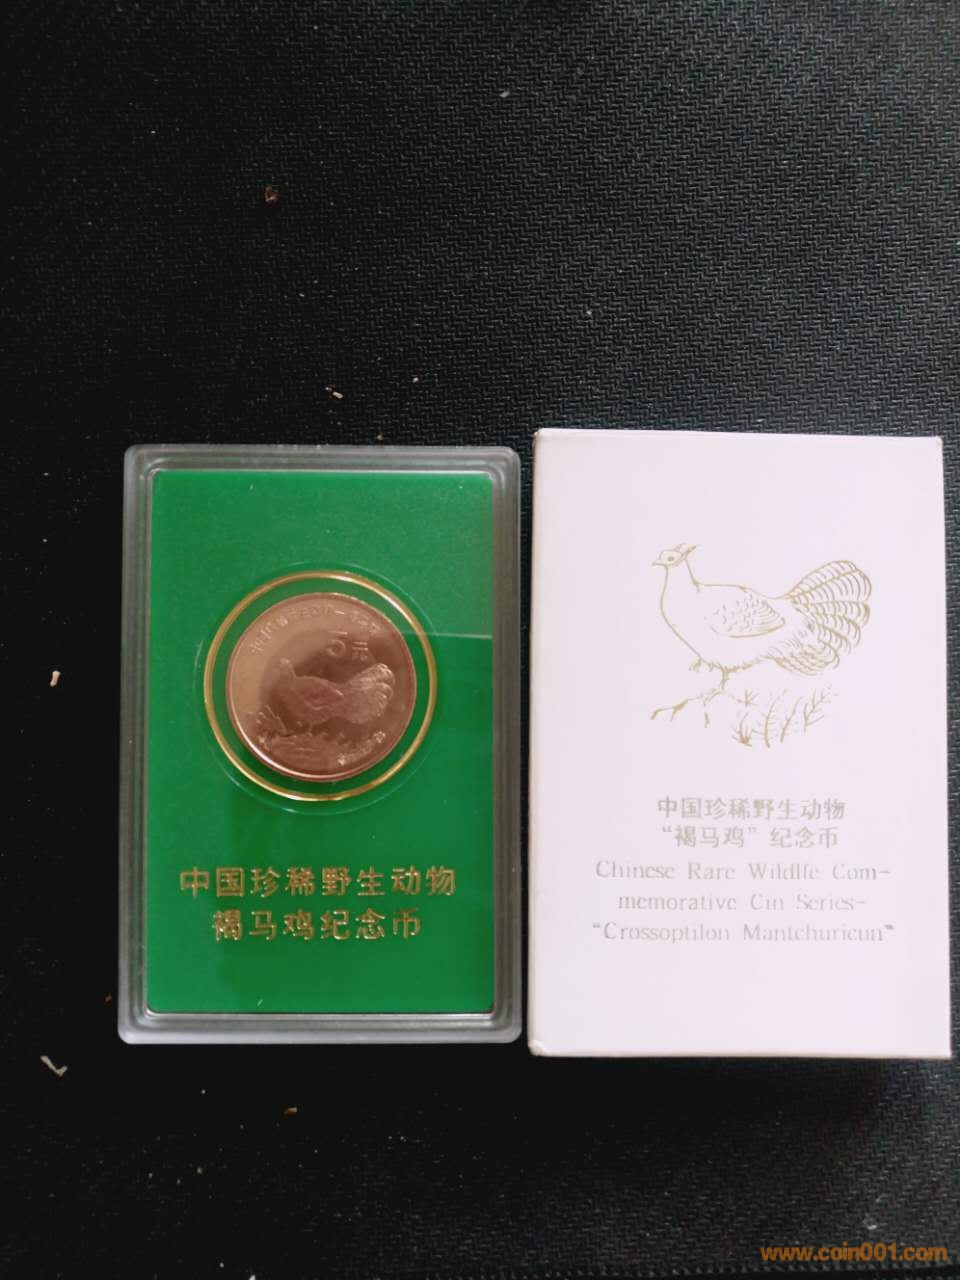 5元
中国珍稀野生动物
褐马鸡纪念币
中国珍稀野生动物
“褐马鸡”纪念币
Chinese Rare Wildlfe Com-
memorative Cin Series-
“Crossoptilon Mantchuricun”
www.coin001.com